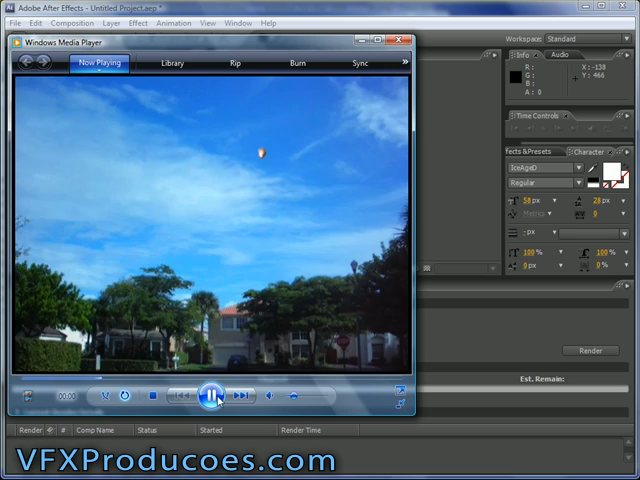 Adobe After Effects - Untitled Project.aep *
File Edit Composition Layer Effect Animation View Window Help
Workspace: Standard
Windows Media Player
Now Playing Library Rip Burn Sync »
Info Audio
R : X : -138
G : Y : 466
B :
A : 0
Time Controls
ffects &Presets Character
IceAgeD
Regular
58 px 28 px
Metrics 0
- px
100 % 100 %
0 px 0 %
Render
Est. Remain:
00:00
Render # Comp Name Status Started Render Time
VFXProducoes.com